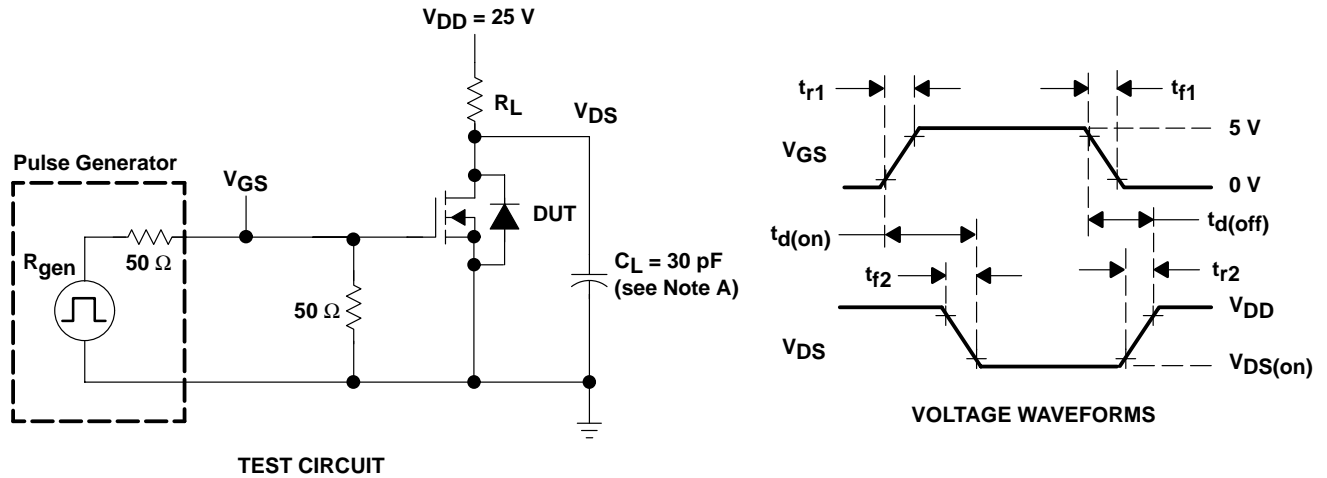 VDD = 25 V
RL
VDS
Pulse Generator
VGS
DUT
Rgen
50 Ω
50 Ω
CL = 30 pF
(see Note A)
TEST CIRCUIT
tr1
tf1
5 V
VGS
0 V
td(on)
td(off)
tf2
tr2
VDD
VDS
VDS(on)
VOLTAGE WAVEFORMS